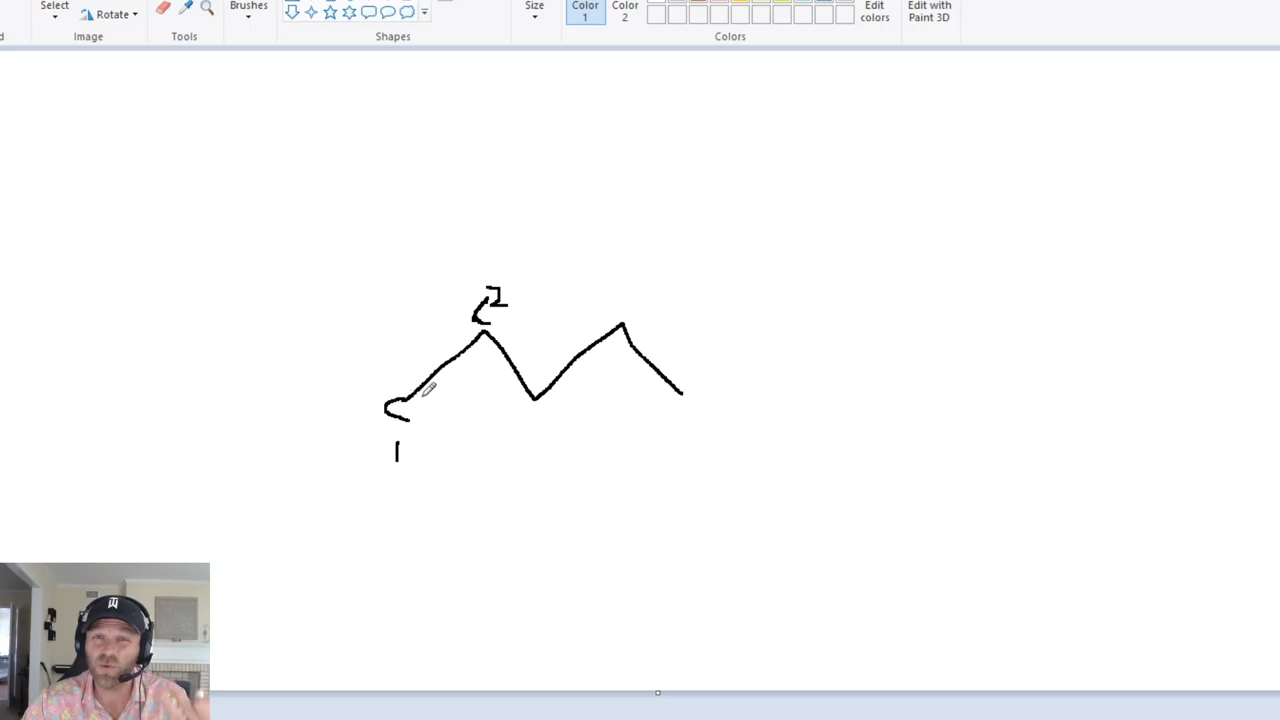 Select
Rotate
Image
Tools
Brushes
Shapes
Size
Color
1
Color
2
Colors
Edit
colors
Edit with
Paint 3D
2
C
C
1